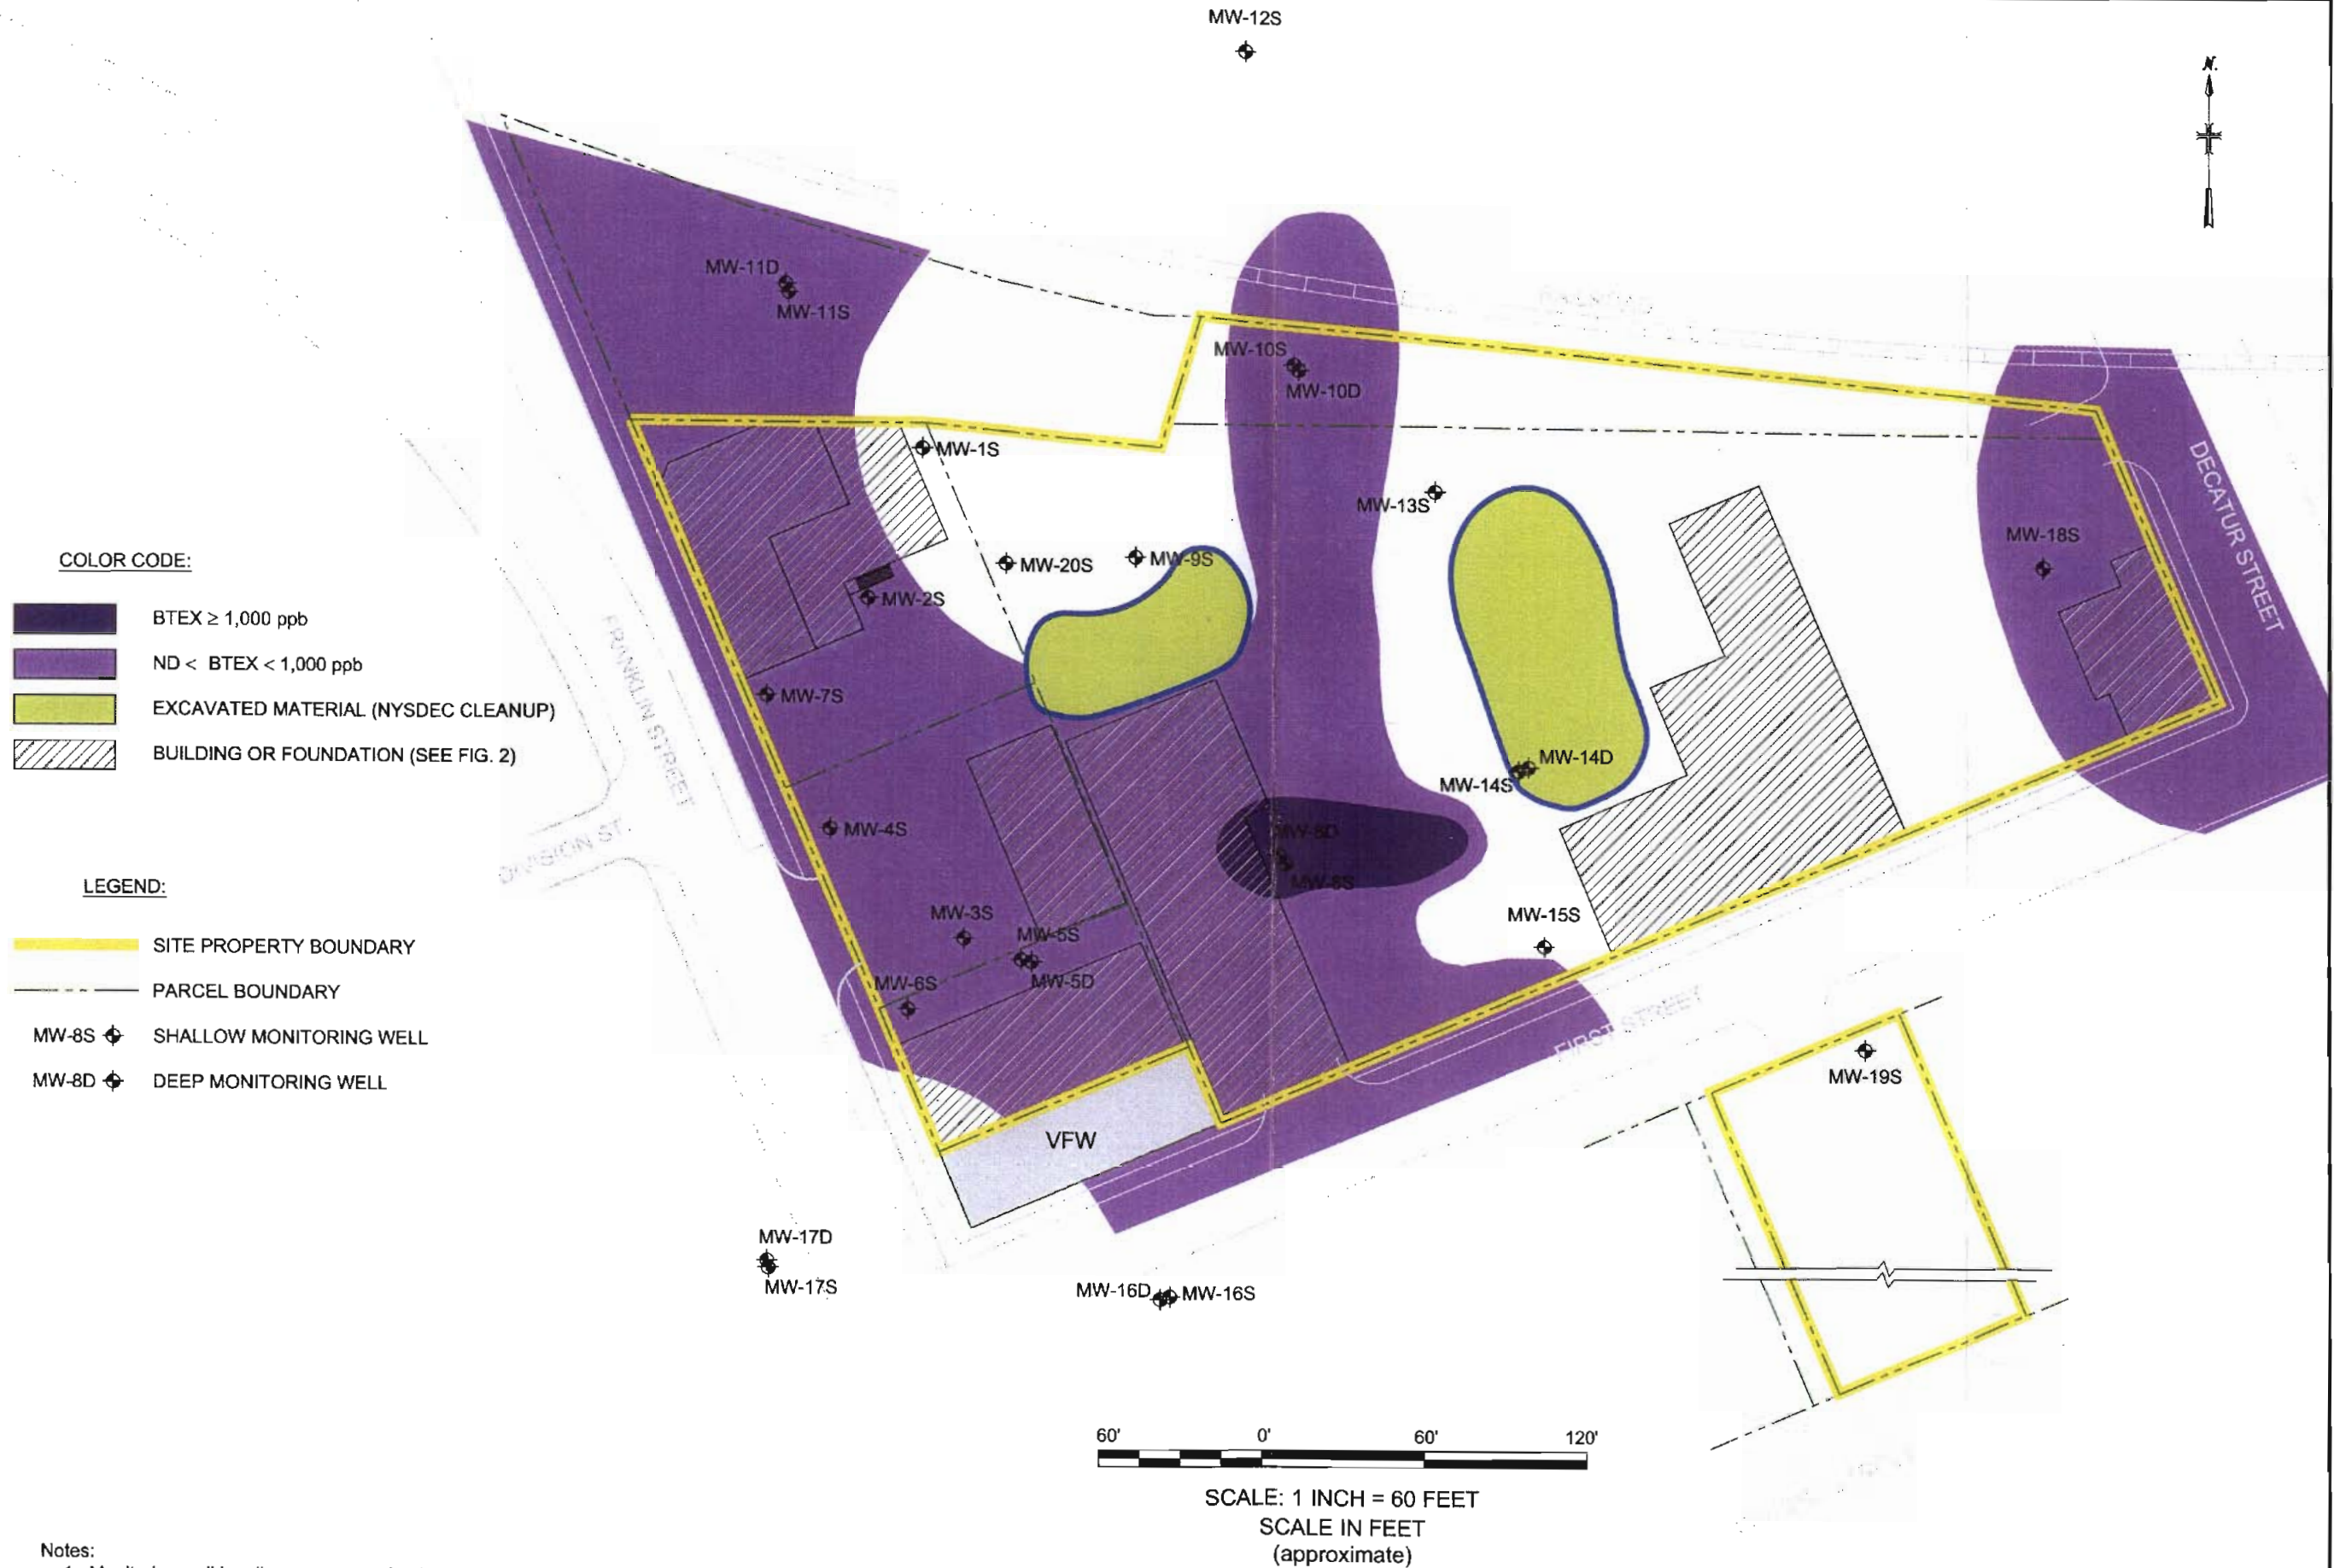 MW-12S
N.
MW-11D
MW-11S
RAILROAD
MW-10S
MW-10D
MW-1S
MW-13S
DECATUR STREET
MW-18S
MW-20S
MW-9S
MW-2S
COLOR CODE:
BTEX ≥ 1,000 ppb
ND < BTEX < 1,000 ppb
EXCAVATED MATERIAL (NYSDEC CLEANUP)
BUILDING OR FOUNDATION (SEE FIG. 2)
FRANKLIN STREET
MW-7S
MW-14D
MW-14S
MW-4S
DIVISION ST.
MW-8D
MW-8S
LEGEND:
SITE PROPERTY BOUNDARY
PARCEL BOUNDARY
MW-8S SHALLOW MONITORING WELL
MW-8D DEEP MONITORING WELL
MW-3S
MW-5S
MW-5D
MW-6S
MW-15S
FIRST STREET
MW-19S
VFW
MW-17D
MW-17S
MW-16D
MW-16S
60' 0' 60' 120'
SCALE: 1 INCH = 60 FEET
SCALE IN FEET
(approximate)
Notes: